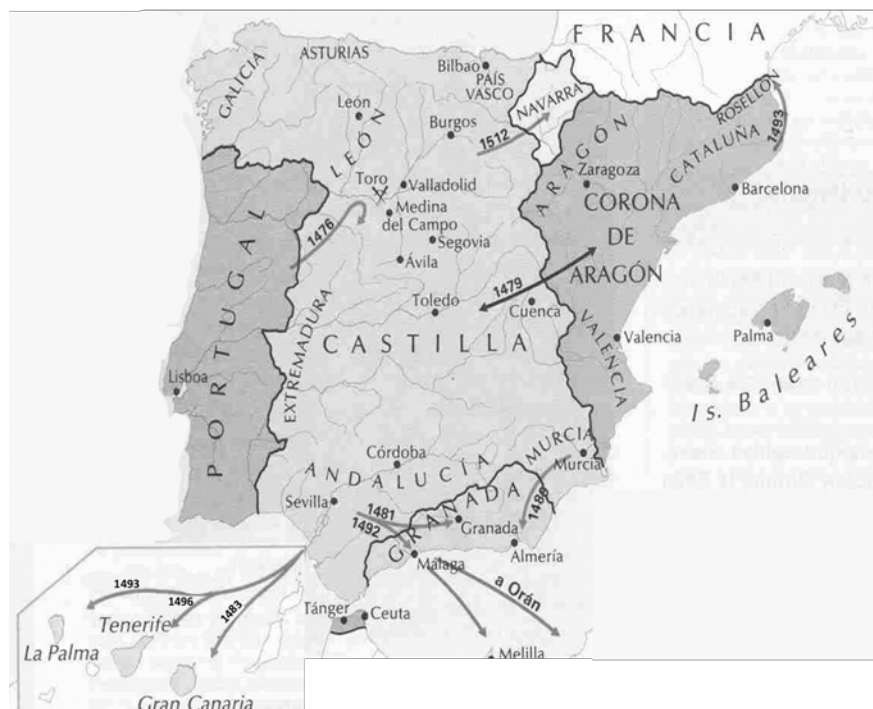 FRANCIA
ASTURIAS
Bilbao
PAÍS
VASCO
GALICIA
NAVARRA
León
Burgos
1512
ROSELLÓN
1493
CATALUÑA
ARAGÓN
LEÓN
Zaragoza
Barcelona
Toro
Valladolid
Medina
del Campo
CORONA
DE
ARAGÓN
1476
Segovia
Ávila
1479
Toledo
Cuenca
PORTUGAL
EXTREMADURA
CASTILLA
VALENCIA
Valencia
Palma
Is. Baleares
Lisboa
Córdoba
ANDALUCÍA
MURCIA
Murcia
Sevilla
1481
1492
GRANADA
Granada
1488
Almería
Málaga
a Orán
Tánger
Ceuta
Melilla
1493
1496
1483
La Palma
Tenerife
Gran Canaria